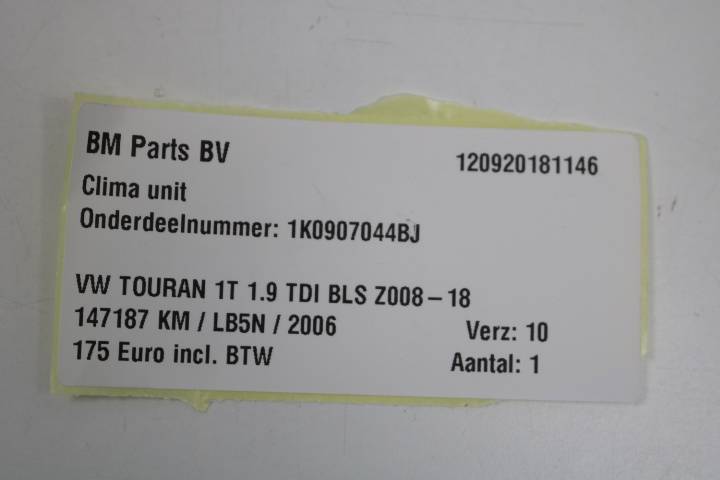 BM Parts BV 120920181146
Clima unit
Onderdeelnummer: 1K0907044BJ
VW TOURAN 1T 1.9 TDI BLS Z008-18
147187 KM / LB5N / 2006 Verz: 10
175 Euro incl. BTW Aantal: 1